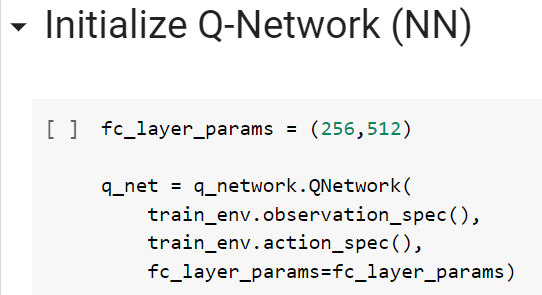 Initialize Q-Network (NN)
[ ] fc_layer_params = (256,512)
q_net = q_network.QNetwork(
train_env.observation_spec(),
train_env.action_spec(),
fc_layer_params=fc_layer_params)